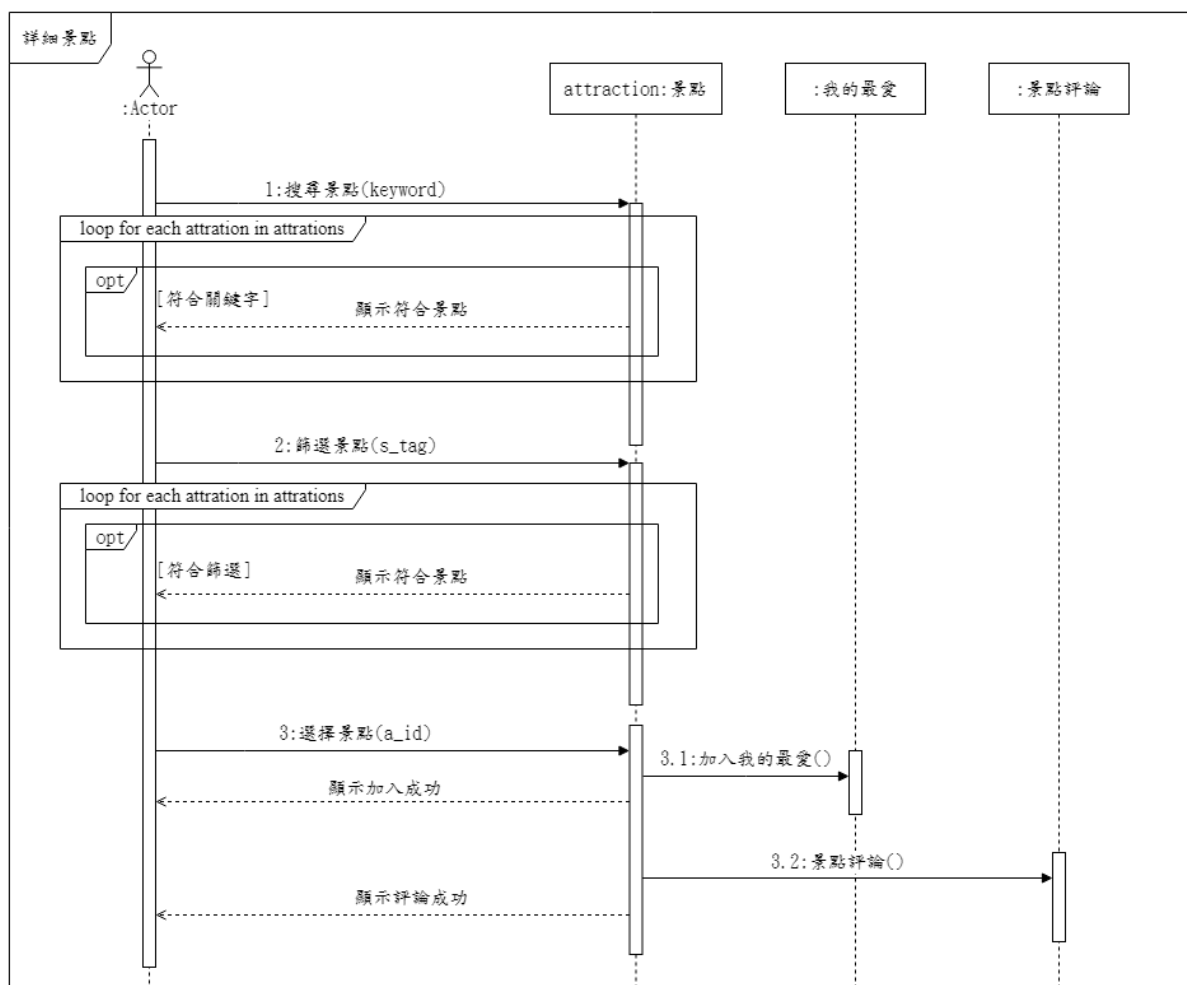 詳細景點
:Actor
attraction:景點
:我的最愛
:景點評論
1:搜尋景點(keyword)
loop for each attration in attrations
opt
[符合關鍵字]
顯示符合景點
2:篩選景點(s_tag)
loop for each attration in attrations
opt
[符合篩選]
顯示符合景點
3:選擇景點(a_id)
3.1:加入我的最愛()
顯示加入成功
3.2:景點評論()
顯示評論成功